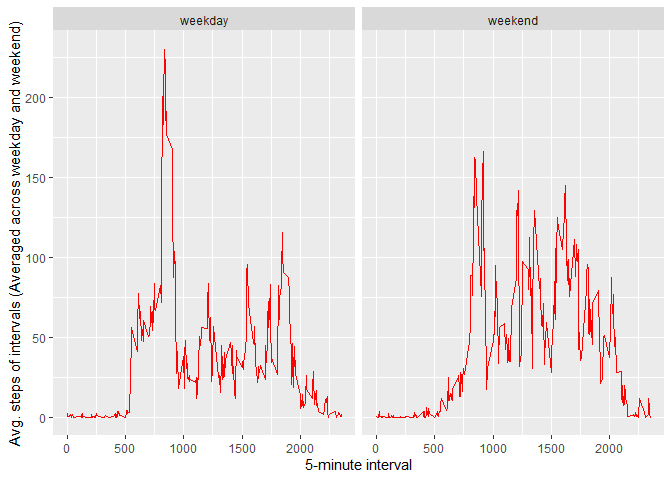 weekday
weekend
Avg. steps of intervals (Averaged across weekday and weekend)
200
150
100
50
0
0 500 1000 1500 2000
0 500 1000 1500 2000
5-minute interval